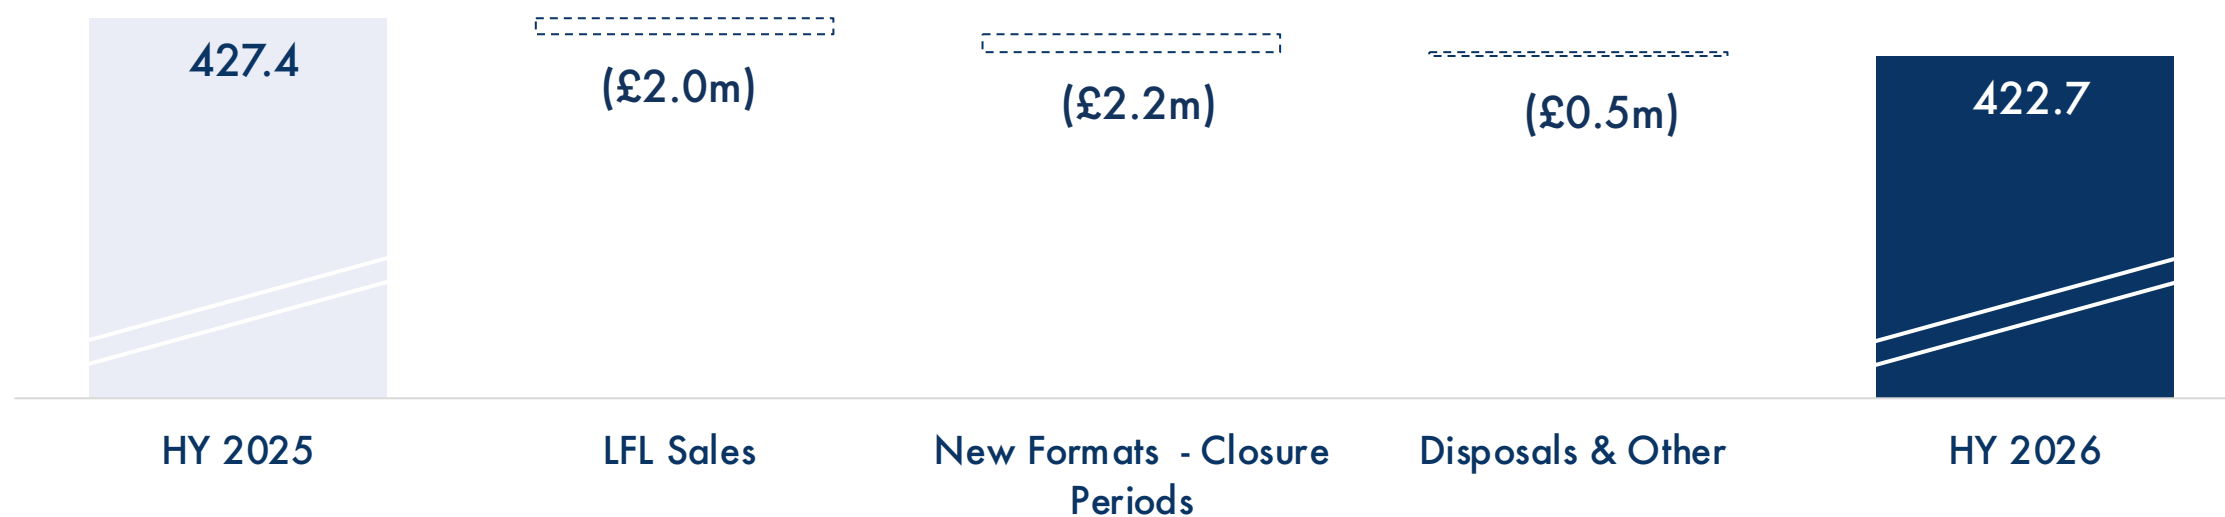 427.4
(£2.0m)
(£2.2m)
(£0.5m)
422.7
HY 2025
LFL Sales
New Formats - Closure
Periods
Disposals & Other
HY 2026